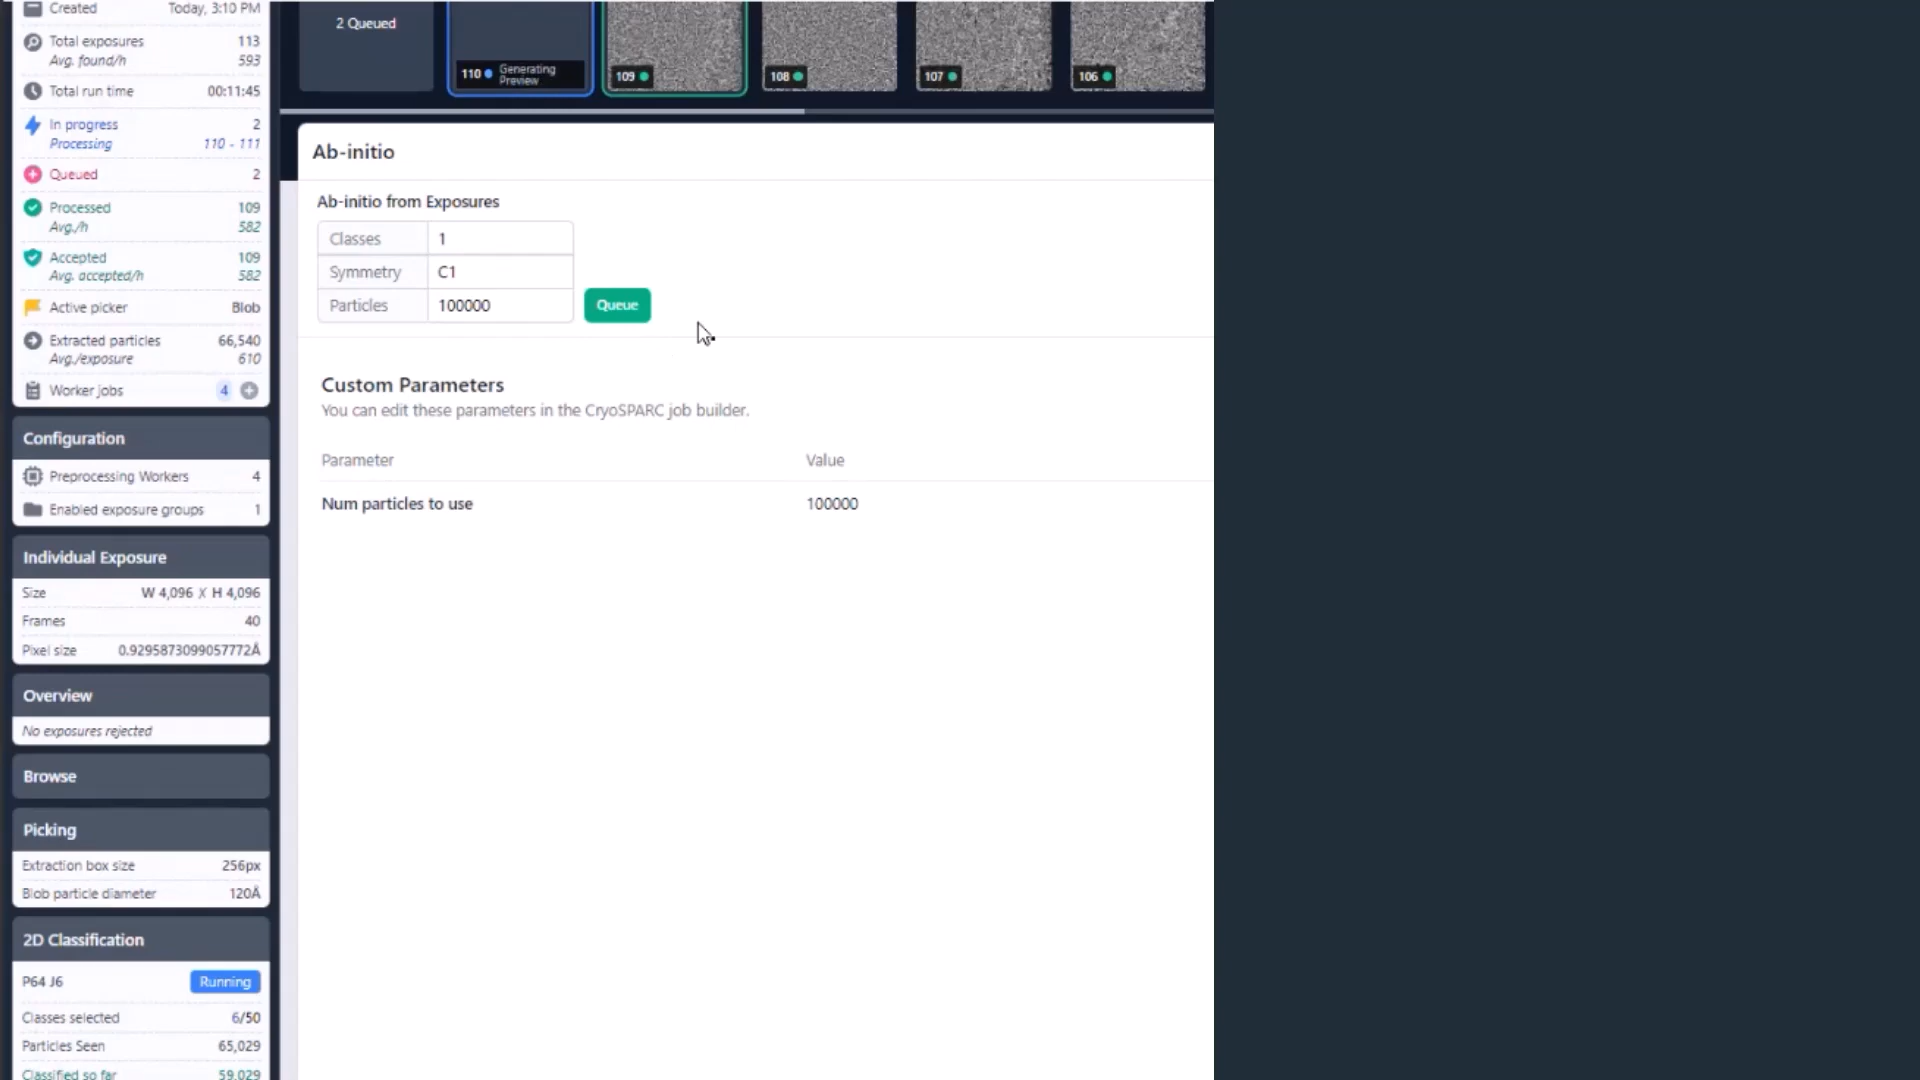 Created Today, 3:10 PM
Total exposures 113
Avg. found/h 593
Total run time 00:11:45
In progress 2
Processing 110 - 111
Queued 2
Processed 109
Avg./h 582
Accepted 109
Avg. accepted/h 582
Active picker Blob
Extracted particles 66,540
Avg./exposure 610
Worker jobs 4
Configuration
Preprocessing Workers 4
Enabled exposure groups 1
Individual Exposure
Size W 4,096 X H 4,096
Frames 40
Pixel size 0.9295873099057772Å
Overview
No exposures rejected
Browse
Picking
Extraction box size 256px
Blob particle diameter 120Å
2D Classification
P64 J6 Running
Classes selected 6/50
Particles Seen 65,029
Classified so far 59,029
2 Queued
110 Generating
Preview
109
108
107
106
Ab-initio
Ab-initio from Exposures
Classes 1
Symmetry C1
Particles 100000
Queue
Custom Parameters
You can edit these parameters in the CryoSPARC job builder.
Parameter Value
Num particles to use 100000